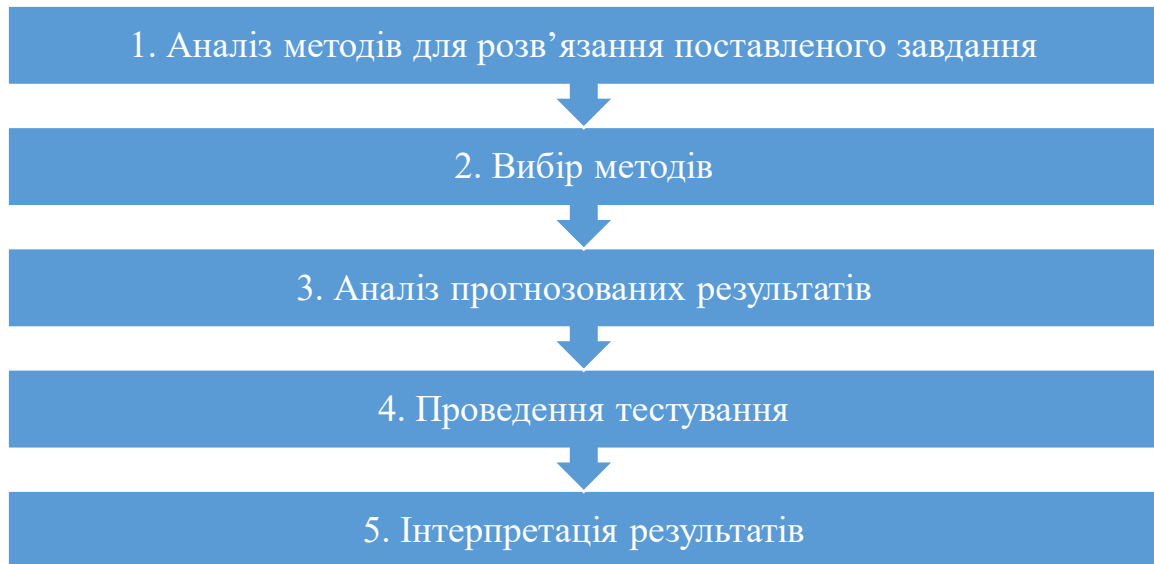 1. Аналіз методів для розв’язання поставленого завдання
2. Вибір методів
3. Аналіз прогнозованих результатів
4. Проведення тестування
5. Інтерпретація результатів